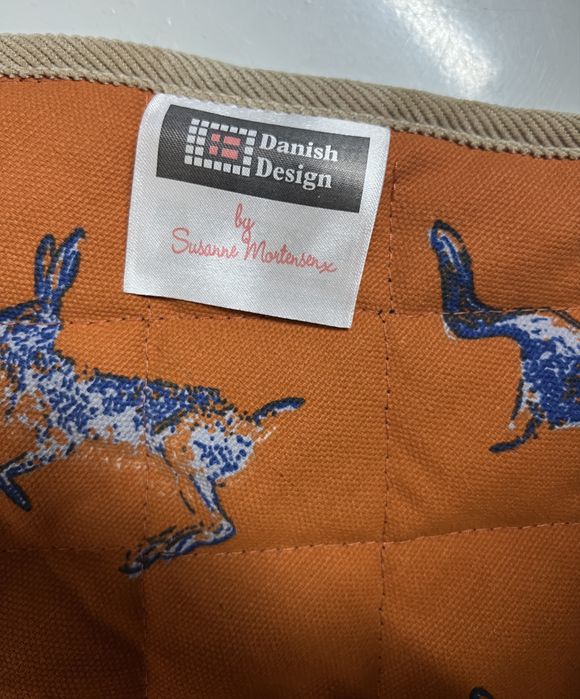 Danish
Design
by
Susanne Mortensen